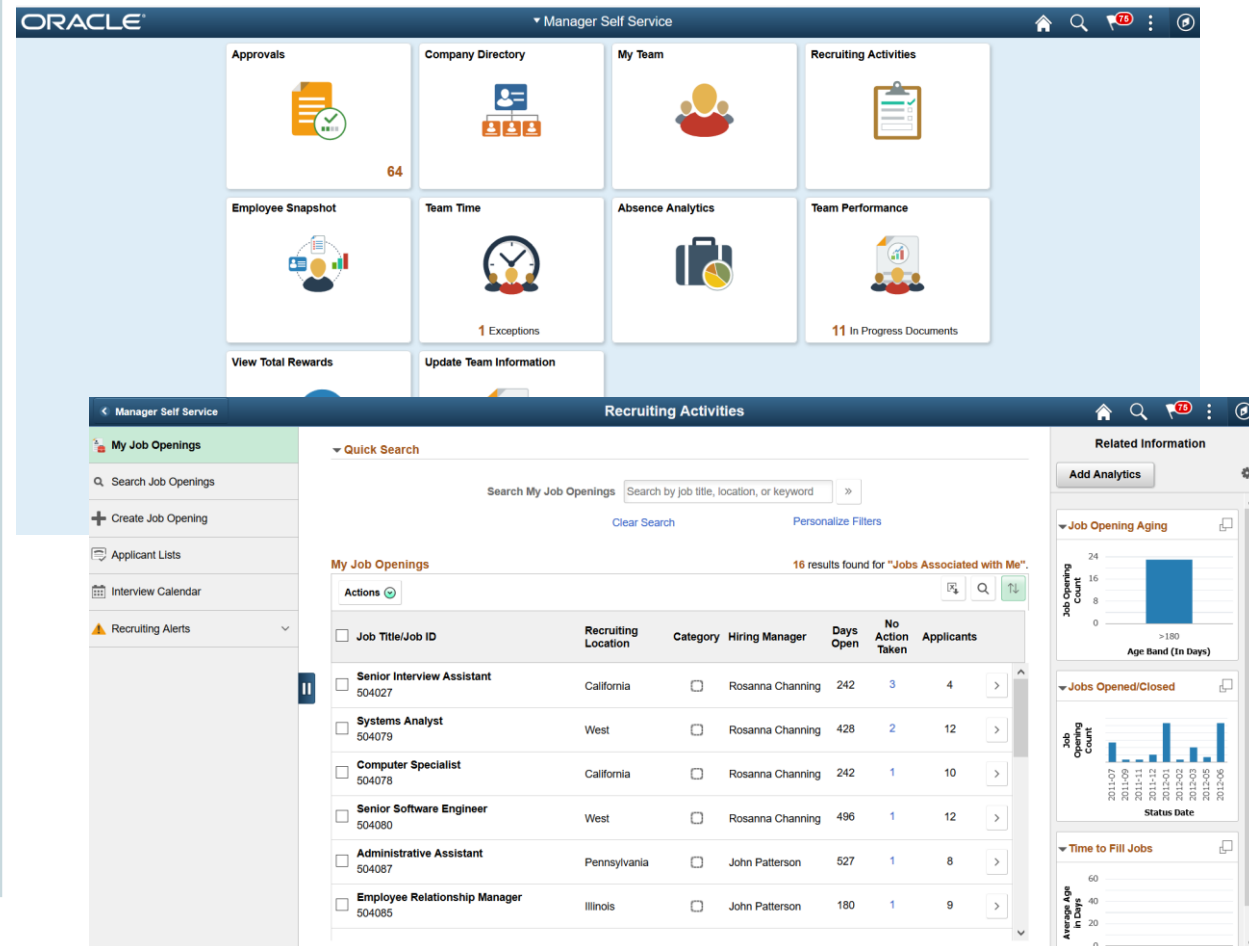 ORACLE
Manager Self Service
75
Approvals
64
Company Directory
My Team
Recruiting Activities
Employee Snapshot
Team Time
1 Exceptions
Absence Analytics
Team Performance
11 In Progress Documents
View Total Rewards
Update Team Information
Manager Self Service
Recruiting Activities
75
My Job Openings
Search Job Openings
Create Job Opening
Applicant Lists
Interview Calendar
Recruiting Alerts
Quick Search
Search My Job Openings Search by job title, location, or keyword »
Clear Search Personalize Filters
My Job Openings 16 results found for "Jobs Associated with Me".
Actions
Job Title/Job ID Recruiting Location Category Hiring Manager Days Open No Action Taken Applicants
Senior Interview Assistant
504027 California Rosanna Channing 242 3 4
Systems Analyst
504079 West Rosanna Channing 428 2 12
Computer Specialist
504078 California Rosanna Channing 242 1 10
Senior Software Engineer
504080 West Rosanna Channing 496 1 12
Administrative Assistant
504087 Pennsylvania John Patterson 527 1 8
Employee Relationship Manager
504085 Illinois John Patterson 180 1 9
Related Information
Add Analytics
Job Opening Aging
Job Opening Count
24
16
8
0
>180
Age Band (In Days)
Jobs Opened/Closed
Job Opening Count
2011-07
2011-09
2011-11
2011-12
2012-01
2012-02
2012-03
2012-05
2012-06
Status Date
Time to Fill Jobs
Average Age in Days
60
40
20
0